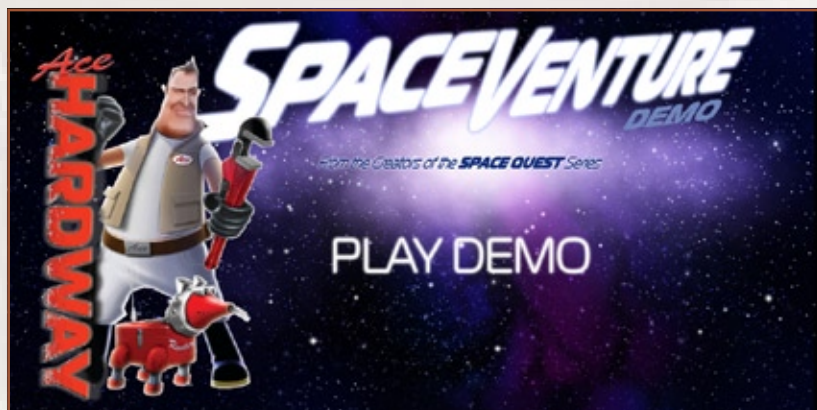 Ace
HARDWAY
SPACEVENTURE
DEMO
From the Creators of the SPACE QUEST Series
PLAY DEMO